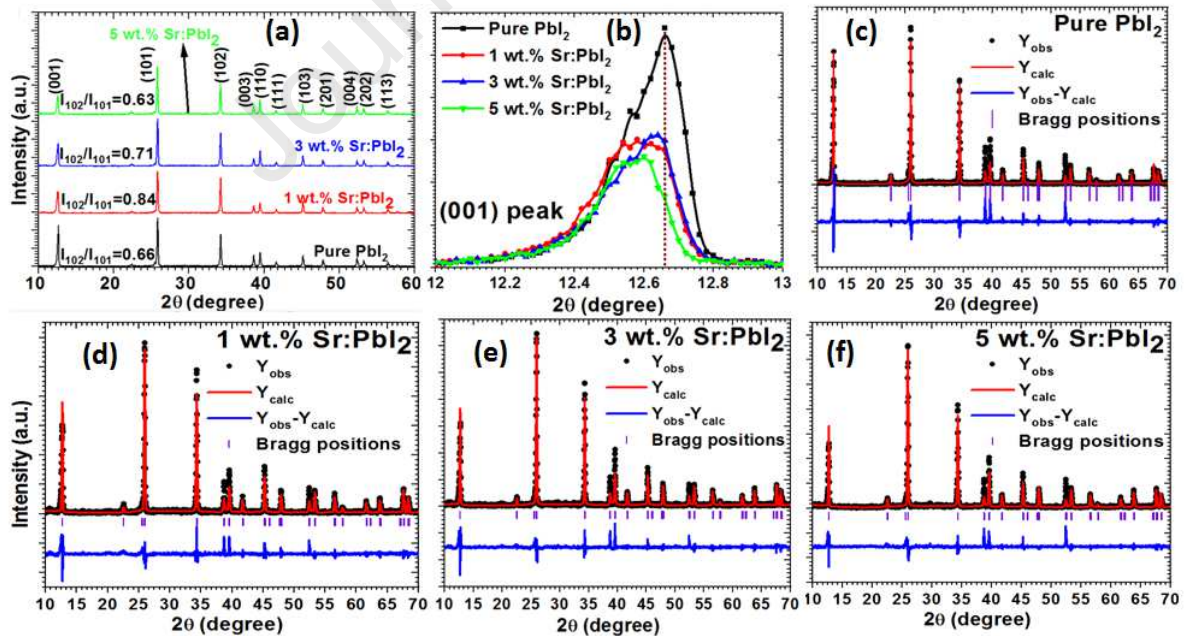 Jour
(a)
5 wt.% Sr:PbI2
(001)
(101)
(102)
(003)
(110)
(111)
(103)
(201)
(004)
(202)
(113)
I102/I101=0.63
I102/I101=0.71
3 wt.% Sr:PbI2
I102/I101=0.84
1 wt.% Sr:PbI2
I102/I101=0.66
Pure PbI2
Intensity (a.u.)
10 20 30 40 50 60
2θ (degree)
(b)
Pure PbI2
1 wt.% Sr:PbI2
3 wt.% Sr:PbI2
5 wt.% Sr:PbI2
(001) peak
12 12.2 12.4 12.6 12.8 13
2θ (degree)
(c)
Pure PbI2
Yobs
Ycalc
Yobs-Ycalc
Bragg positions
10 15 20 25 30 35 40 45 50 55 60 65 70
2θ (degree)
(d)
1 wt.% Sr:PbI2
Yobs
Ycalc
Yobs-Ycalc
Bragg positions
Intensity (a.u.)
10 15 20 25 30 35 40 45 50 55 60 65 70
2θ (degree)
(e)
3 wt.% Sr:PbI2
Yobs
Ycalc
Yobs-Ycalc
Bragg positions
10 15 20 25 30 35 40 45 50 55 60 65 70
2θ (degree)
(f)
5 wt.% Sr:PbI2
Yobs
Ycalc
Yobs-Ycalc
Bragg positions
10 15 20 25 30 35 40 45 50 55 60 65 70
2θ (degree)